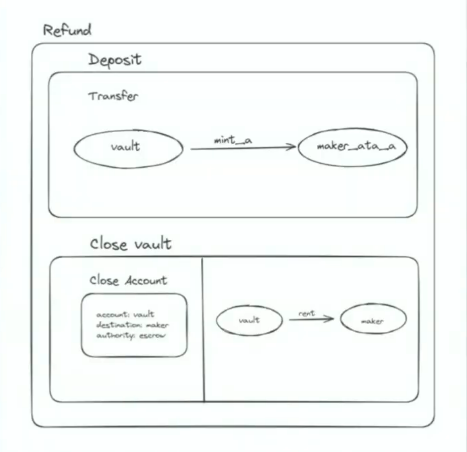 Refund
Deposit
Transfer
vault
mint_a
maker_ata_a
Close vault
Close Account
account: vault
destination: maker
authority: escrow
vault
rent
maker